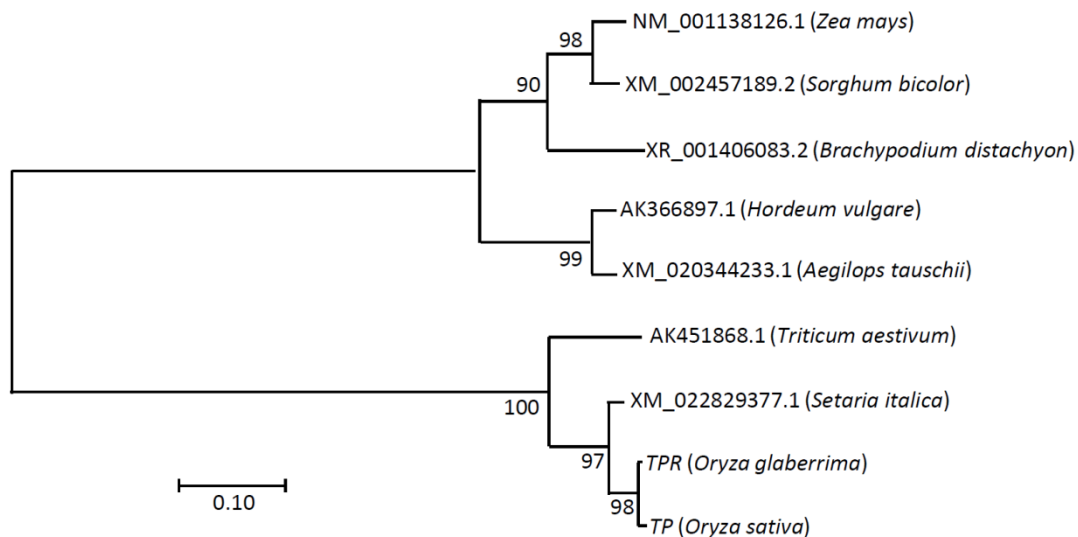 NM_001138126.1 (Zea mays)
98
XM_002457189.2 (Sorghum bicolor)
90
XR_001406083.2 (Brachypodium distachyon)
AK366897.1 (Hordeum vulgare)
99
XM_020344233.1 (Aegilops tauschii)
AK451868.1 (Triticum aestivum)
100
XM_022829377.1 (Setaria italica)
97
TPR (Oryza glaberrima)
98
TP (Oryza sativa)
0.10